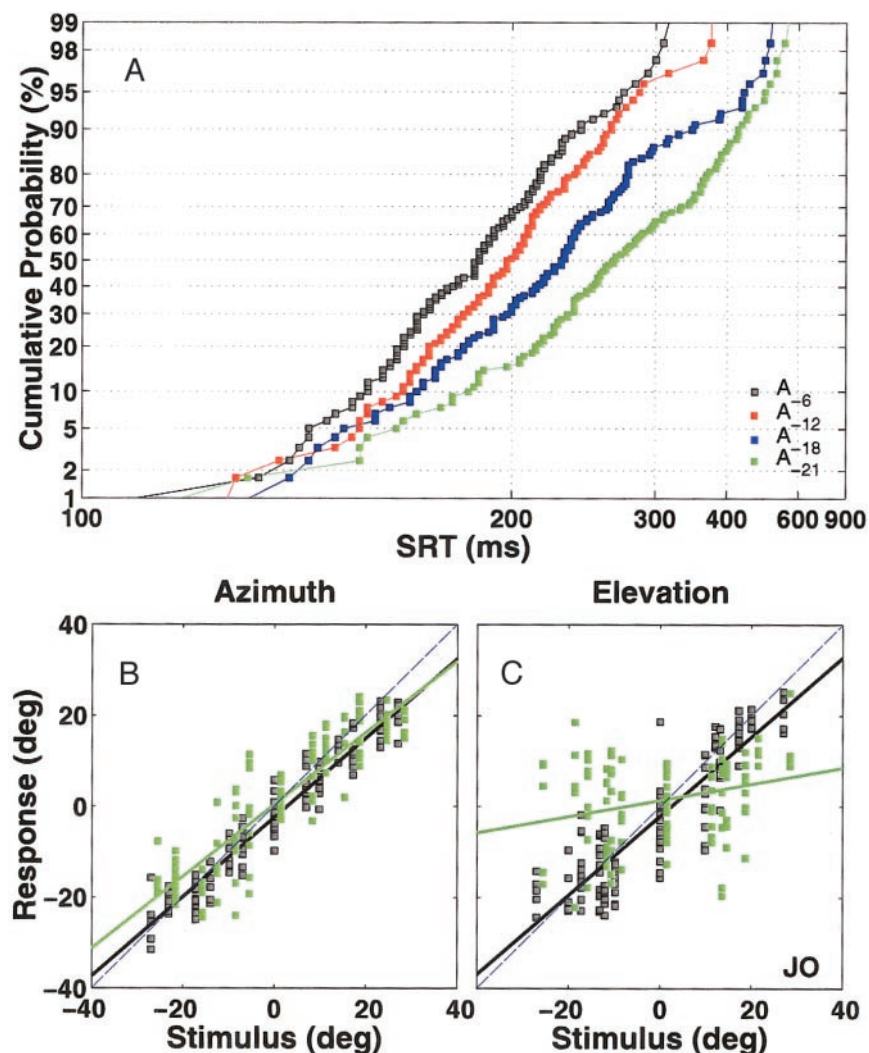 99
98
A
95
90
80
70
60
50
40
30
20
10
5
2
1
Cumulative Probability (%)
A-6
A-12
A-18
A-21
100 200 300 400 600 900
SRT (ms)
Azimuth Elevation
40
B C
20
0
-20
-40
Response (deg)
JO
-40 -20 0 20 40 -20 0 20 40
Stimulus (deg) Stimulus (deg)